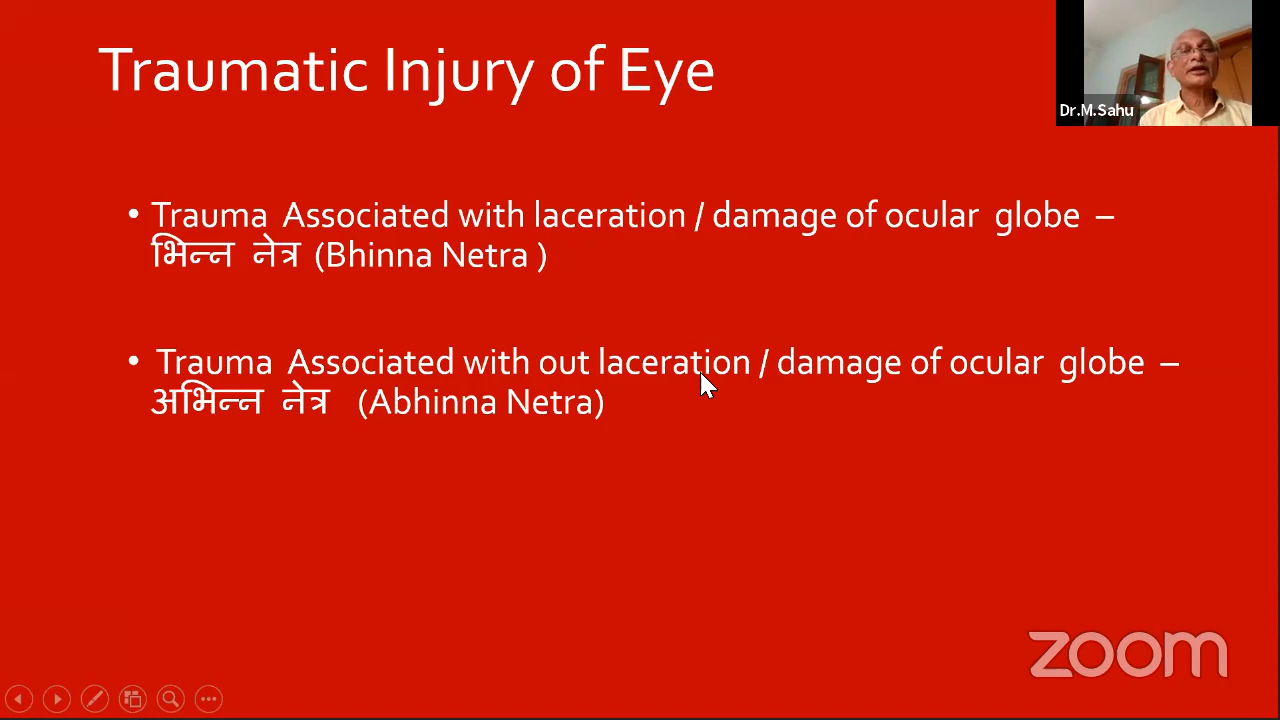 Traumatic Injury of Eye
Dr.M.Sahu
• Trauma Associated with laceration / damage of ocular globe –
भिन्न नेत्र (Bhinna Netra )
• Trauma Associated with out laceration / damage of ocular globe –
अभिन्न नेत्र (Abhinna Netra)
zoom